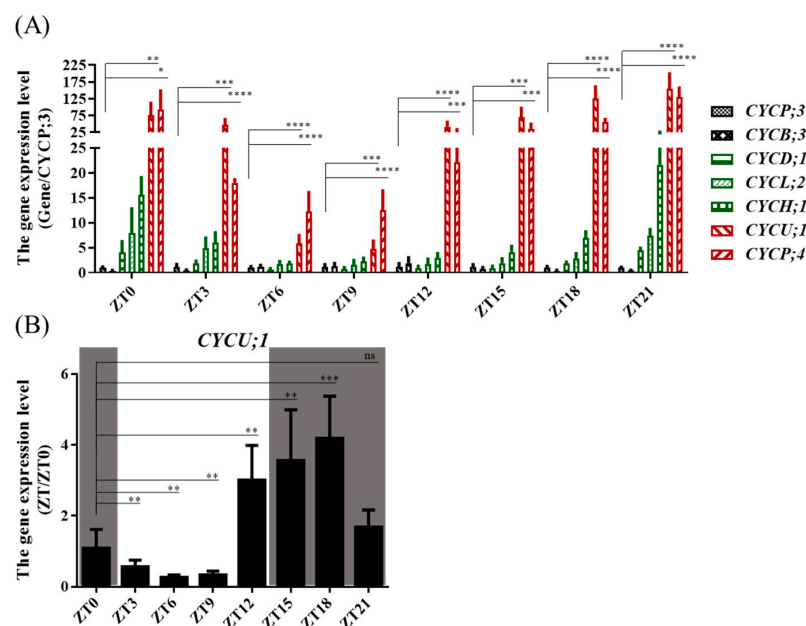 (A)
The gene expression level
(Gene/CYCP;3)
225
175
125
75
25
25
20
15
10
5
0
** * *** **** **** **** *** **** **** *** *** *** **** **** **** ****
ZT0 ZT3 ZT6 ZT9 ZT12 ZT15 ZT18 ZT21
CYCP;3
CYCB;3
CYCD;1
CYCL;2
CYCH;1
CYCU;1
CYCP;4
(B)
CYCU;1
The gene expression level
(ZT/ZT0)
6
4
2
0
ns
***
**
**
**
**
**
ZT0 ZT3 ZT6 ZT9 ZT12 ZT15 ZT18 ZT21